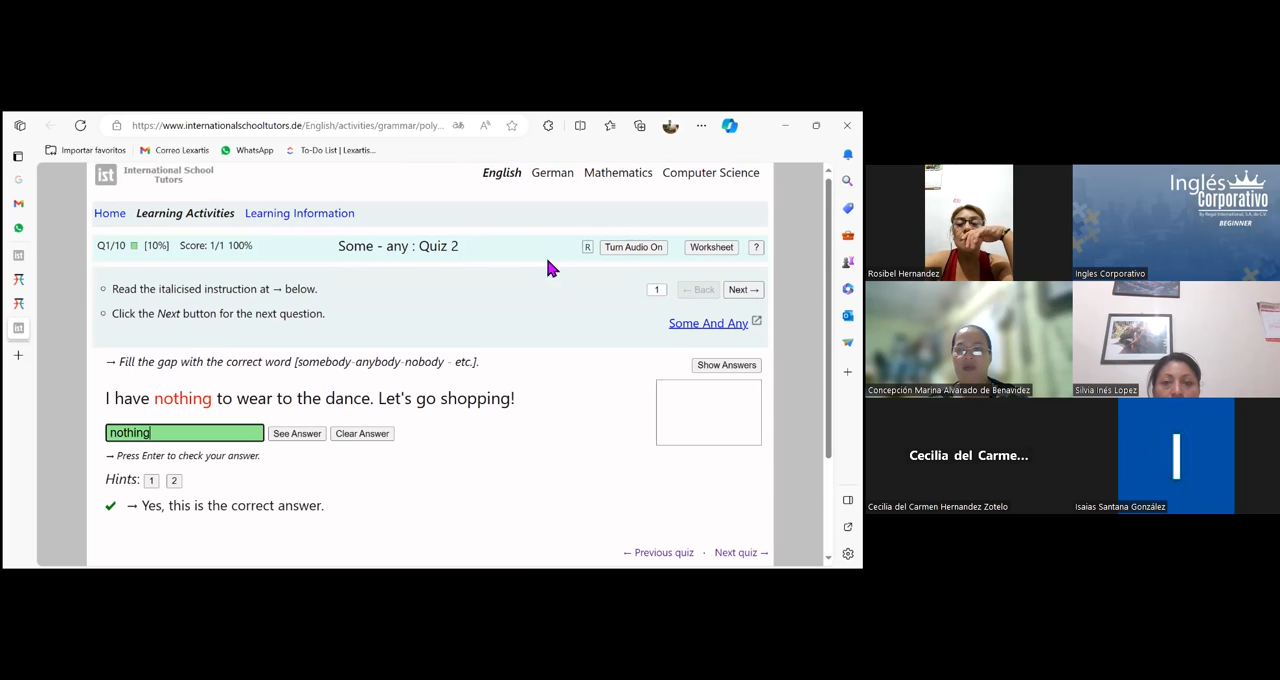 https://www.internationalschooltutors.de/English/activities/grammar/poly...
Importar favoritos
Correo Lexartis
WhatsApp
To-Do List | Lexartis...
ist
International School
Tutors
English German Mathematics Computer Science
Home Learning Activities Learning Information
Q1/10 [10%] Score: 1/1 100%
Some - any : Quiz 2
R
Turn Audio On
Worksheet
?
Read the italicised instruction at → below.
1
← Back
Next →
Click the Next button for the next question.
Some And Any
→ Fill the gap with the correct word [somebody-anybody-nobody - etc.].
Show Answers
I have nothing to wear to the dance. Let's go shopping!
nothing
See Answer
Clear Answer
→ Press Enter to check your answer.
Hints: 1 2
✔ → Yes, this is the correct answer.
← Previous quiz · Next quiz →
Rosibel Hernandez
Inglés
Corporativo
By Regal International, S.A. de C.V.
BEGINNER
Ingles Corporativo
Concepción Marina Alvarado de Benavidez
Silvia Inés Lopez
Cecilia del Carme...
Cecilia del Carmen Hernandez Zotelo
I
Isaias Santana González